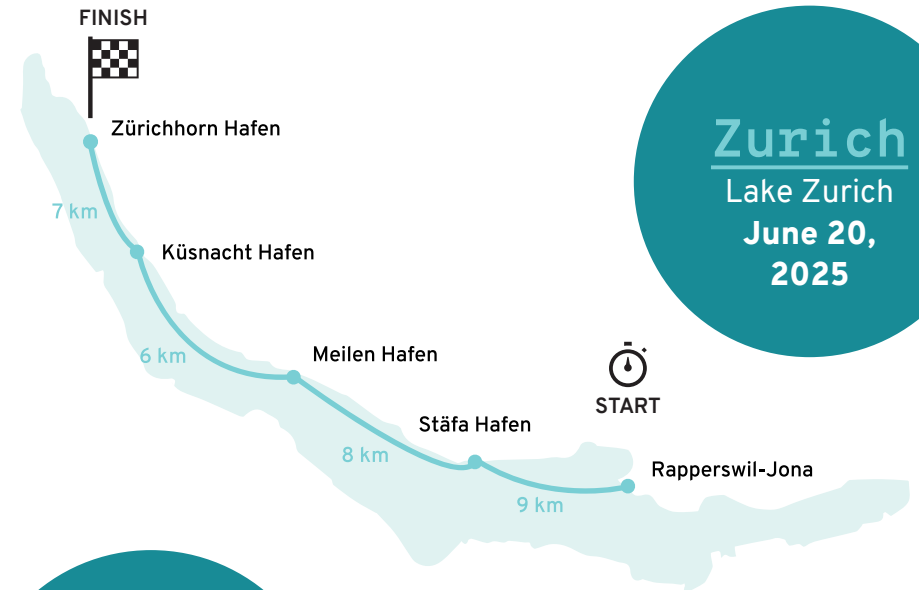 FINISH
Zürichhorn Hafen
7 km
Küsnacht Hafen
6 km
Meilen Hafen
8 km
Stäfa Hafen
9 km
START
Rapperswil-Jona
Zurich
Lake Zurich
June 20,
2025